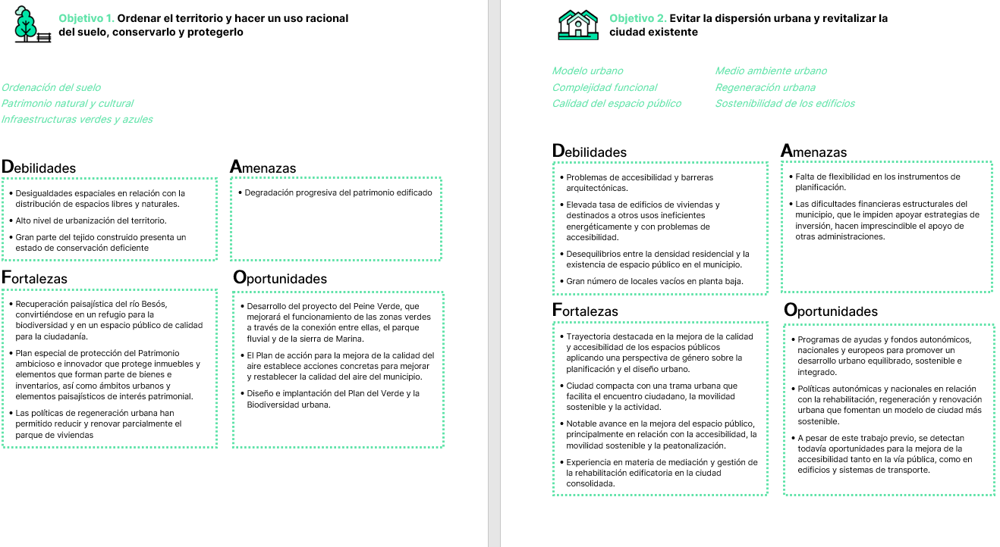 Objetivo 1. Ordenar el territorio y hacer un uso racional
del suelo, conservarlo y protegerlo
Ordenación del suelo
Patrimonio natural y cultural
Infraestructuras verdes y azules
Debilidades
• Desigualdades espaciales en relación con la
distribución de espacios libres y naturales.
• Alto nivel de urbanización del territorio.
• Gran parte del tejido construido presenta un
estado de conservación deficiente
Amenazas
• Degradación progresiva del patrimonio edificado
Fortalezas
• Recuperación paisajística del río Besós,
convirtiéndose en un refugio para la
biodiversidad y en un espacio público de calidad
para la ciudadanía.
• Plan especial de protección del Patrimonio
ambicioso e innovador que protege inmuebles y
elementos que forman parte de bienes e
inventarios, así como ámbitos urbanos y
elementos paisajísticos de interés patrimonial.
• Las políticas de regeneración urbana han
permitido reducir y renovar parcialmente el
parque de viviendas
Oportunidades
• Desarrollo del proyecto del Peine Verde, que
mejorará el funcionamiento de las zonas verdes
a través de la conexión entre ellas, el parque
fluvial y de la sierra de Marina.
• El Plan de acción para la mejora de la calidad del
aire establece acciones concretas para mejorar
y restablecer la calidad del aire del municipio.
• Diseño e implantación del Plan del Verde y la
Biodiversidad urbana.
Objetivo 2. Evitar la dispersión urbana y revitalizar la
ciudad existente
Modelo urbano
Complejidad funcional
Calidad del espacio público
Medio ambiente urbano
Regeneración urbana
Sostenibilidad de los edificios
Debilidades
• Problemas de accesibilidad y barreras
arquitectónicas.
• Elevada tasa de edificios de viviendas y
destinados a otros usos ineficientes
energéticamente y con problemas de
accesibilidad.
• Desequilibrios entre la densidad residencial y la
existencia de espacio público en el municipio.
• Gran número de locales vacíos en planta baja.
Amenazas
• Falta de flexibilidad en los instrumentos de
planificación.
• Las dificultades financieras estructurales del
municipio, que le impiden apoyar estrategias de
inversión, hacen imprescindible el apoyo de
otras administraciones.
Fortalezas
• Trayectoria destacada en la mejora de la calidad
y accesibilidad de los espacios públicos
aplicando una perspectiva de género sobre la
planificación y el diseño urbano.
• Ciudad compacta con una trama urbana que
facilita el encuentro ciudadano, la movilidad
sostenible y la actividad.
• Notable avance en la mejora del espacio público,
principalmente en relación con la accesibilidad, la
movilidad sostenible y la peatonalización.
• Experiencia en materia de mediación y gestión de
la rehabilitación edificatoria en la ciudad
consolidada.
Oportunidades
• Programas de ayudas y fondos autonómicos,
nacionales y europeos para promover un
desarrollo urbano equilibrado, sostenible e
integrado.
• Políticas autonómicas y nacionales en relación
con la rehabilitación, regeneración y renovación
urbana que fomentan un modelo de ciudad más
sostenible.
• A pesar de este trabajo previo, se detectan
todavía oportunidades para la mejora de la
accesibilidad tanto en la vía pública, como en
edificios y sistemas de transporte.